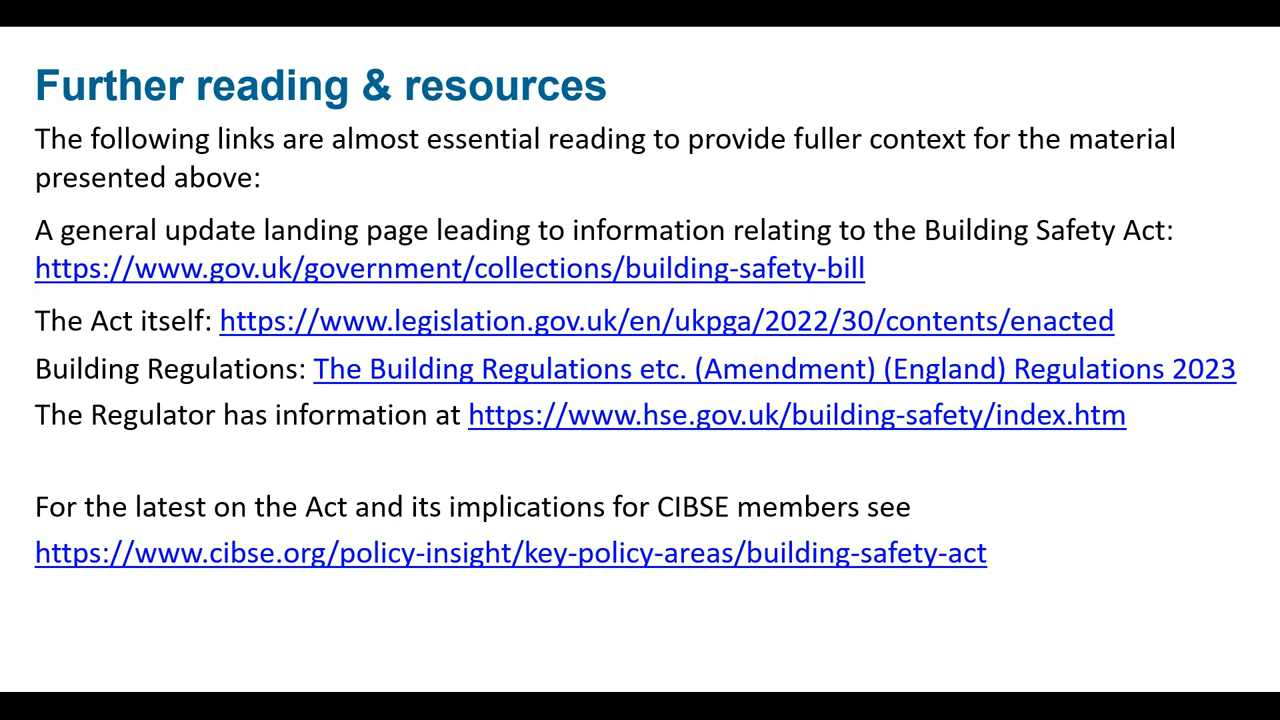 Further reading & resources
The following links are almost essential reading to provide fuller context for the material
presented above:
A general update landing page leading to information relating to the Building Safety Act:
https://www.gov.uk/government/collections/building-safety-bill
The Act itself: https://www.legislation.gov.uk/en/ukpga/2022/30/contents/enacted
Building Regulations: The Building Regulations etc. (Amendment) (England) Regulations 2023
The Regulator has information at https://www.hse.gov.uk/building-safety/index.htm
For the latest on the Act and its implications for CIBSE members see
https://www.cibse.org/policy-insight/key-policy-areas/building-safety-act